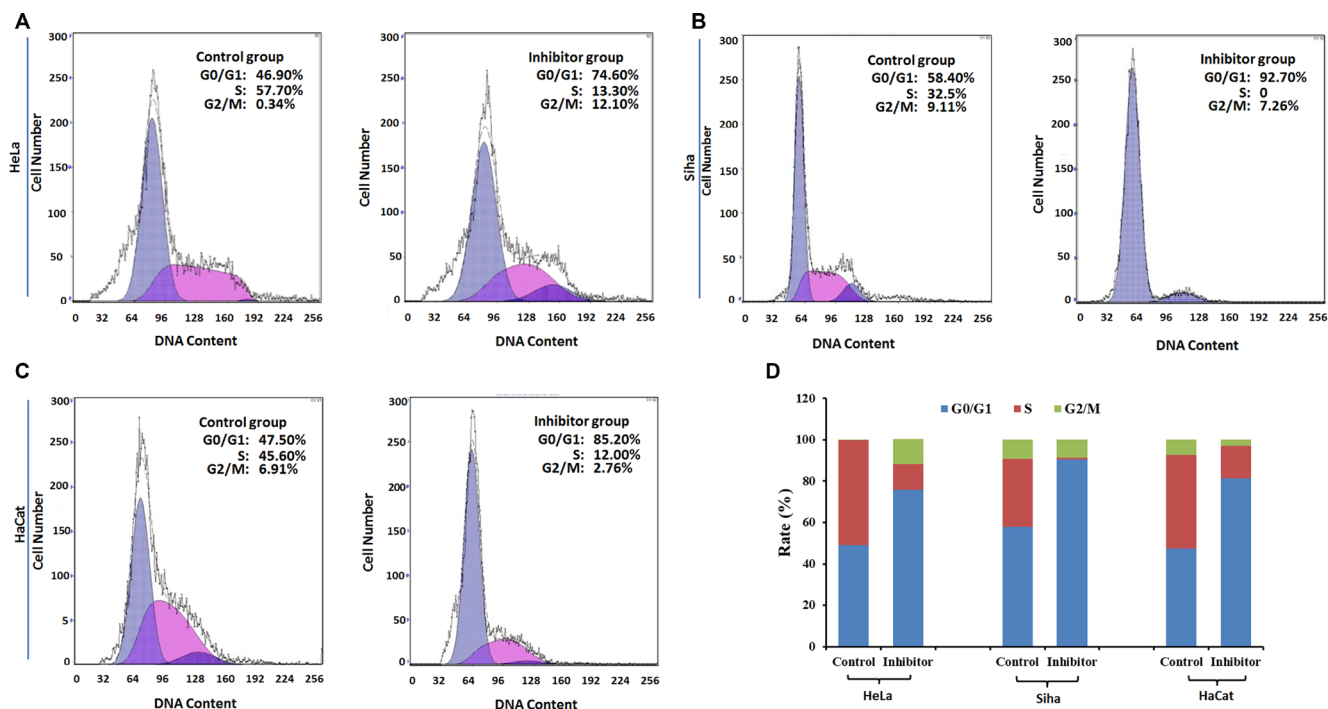 A
HeLa
Cell Number
300
250
200
150
100
50
0
Control group
G0/G1: 46.90%
S: 57.70%
G2/M: 0.34%
0 32 64 96 128 160 192 224 256
DNA Content
Cell Number
300
250
200
150
100
50
0
Inhibitor group
G0/G1: 74.60%
S: 13.30%
G2/M: 12.10%
0 32 64 96 128 160 192 224 256
DNA Content
B
Siha
Cell Number
300
250
200
150
100
50
0
Control group
G0/G1: 58.40%
S: 32.5%
G2/M: 9.11%
0 32 64 96 128 160 192 224 256
DNA Content
Cell Number
300
250
200
150
100
50
0
Inhibitor group
G0/G1: 92.70%
S: 0
G2/M: 7.26%
0 32 64 96 128 160 192 224 256
DNA Content
C
HaCat
Cell Number
300
250
200
150
100
5
0
Control group
G0/G1: 47.50%
S: 45.60%
G2/M: 6.91%
0 32 64 96 128 160 192 224 256
DNA Content
Cell Number
300
250
200
150
100
50
0
Inhibitor group
G0/G1: 85.20%
S: 12.00%
G2/M: 2.76%
0 32 64 96 128 160 192 224 256
DNA Content
D
G0/G1 S G2/M
Rate (%)
120
100
80
60
40
20
0
Control Inhibitor Control Inhibitor Control Inhibitor
HeLa Siha HaCat